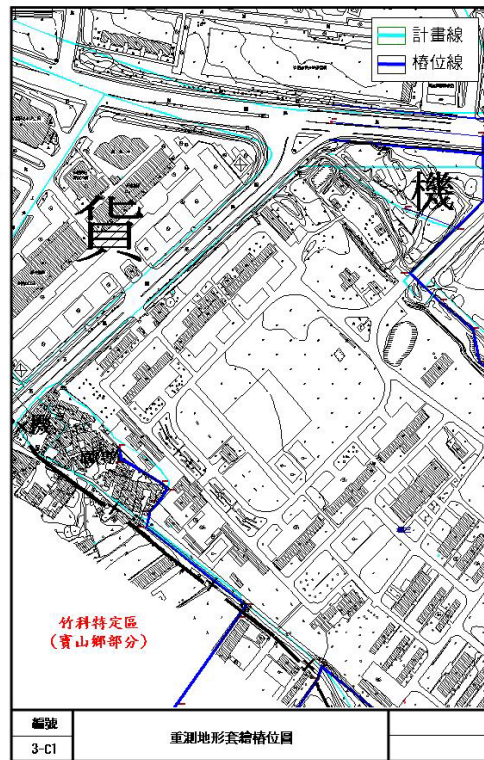 計畫線
樁位線
貨
機
機
竹科特定區
(寶山鄉部分)
編號
3-C1
重測地形套繪樁位圖